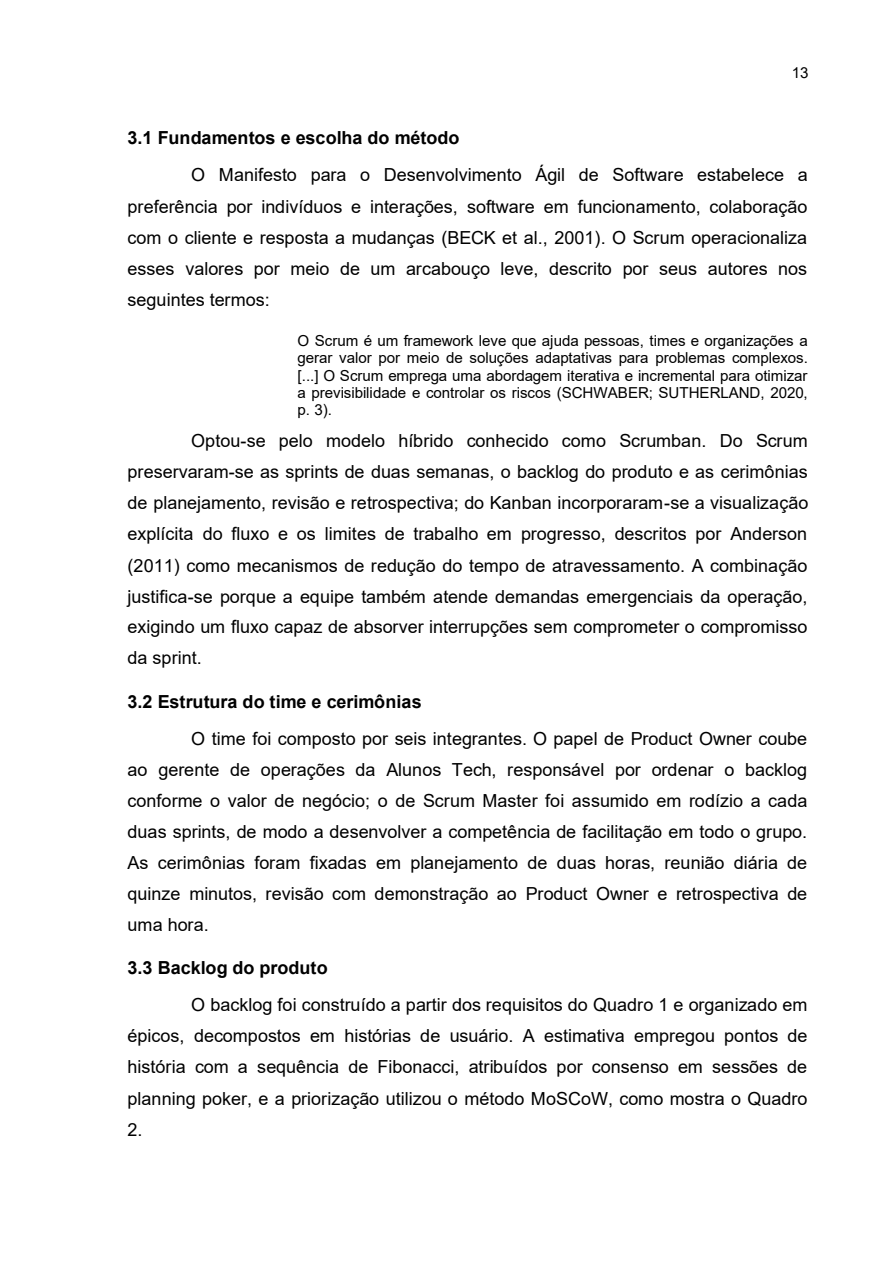 13
3.1 Fundamentos e escolha do método
O Manifesto para o Desenvolvimento Ágil de Software estabelece a
preferência por indivíduos e interações, software em funcionamento, colaboração
com o cliente e resposta a mudanças (BECK et al., 2001). O Scrum operacionaliza
esses valores por meio de um arcabouço leve, descrito por seus autores nos
seguintes termos:
O Scrum é um framework leve que ajuda pessoas, times e organizações a
gerar valor por meio de soluções adaptativas para problemas complexos.
[...] O Scrum emprega uma abordagem iterativa e incremental para otimizar
a previsibilidade e controlar os riscos (SCHWABER; SUTHERLAND, 2020,
p. 3).
Optou-se pelo modelo híbrido conhecido como Scrumban. Do Scrum
preservaram-se as sprints de duas semanas, o backlog do produto e as cerimônias
de planejamento, revisão e retrospectiva; do Kanban incorporaram-se a visualização
explícita do fluxo e os limites de trabalho em progresso, descritos por Anderson
(2011) como mecanismos de redução do tempo de atravessamento. A combinação
justifica-se porque a equipe também atende demandas emergenciais da operação,
exigindo um fluxo capaz de absorver interrupções sem comprometer o compromisso
da sprint.
3.2 Estrutura do time e cerimônias
O time foi composto por seis integrantes. O papel de Product Owner coube
ao gerente de operações da Alunos Tech, responsável por ordenar o backlog
conforme o valor de negócio; o de Scrum Master foi assumido em rodízio a cada
duas sprints, de modo a desenvolver a competência de facilitação em todo o grupo.
As cerimônias foram fixadas em planejamento de duas horas, reunião diária de
quinze minutos, revisão com demonstração ao Product Owner e retrospectiva de
uma hora.
3.3 Backlog do produto
O backlog foi construído a partir dos requisitos do Quadro 1 e organizado em
épicos, decompostos em histórias de usuário. A estimativa empregou pontos de
história com a sequência de Fibonacci, atribuídos por consenso em sessões de
planning poker, e a priorização utilizou o método MoSCoW, como mostra o Quadro
2.